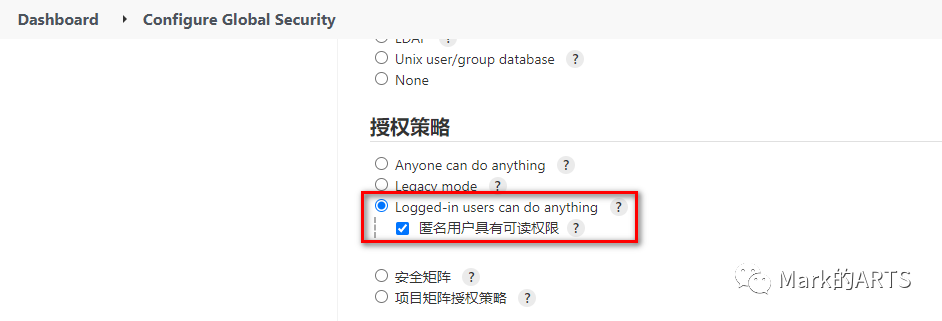 Dashboard ▸ Configure Global Security
LDAP ?
Unix user/group database ?
None
授权策略
Anyone can do anything ?
Legacy mode ?
Logged-in users can do anything ?
匿名用户具有可读权限 ?
安全矩阵 ?
项目矩阵授权策略 ?
Mark的ARTS